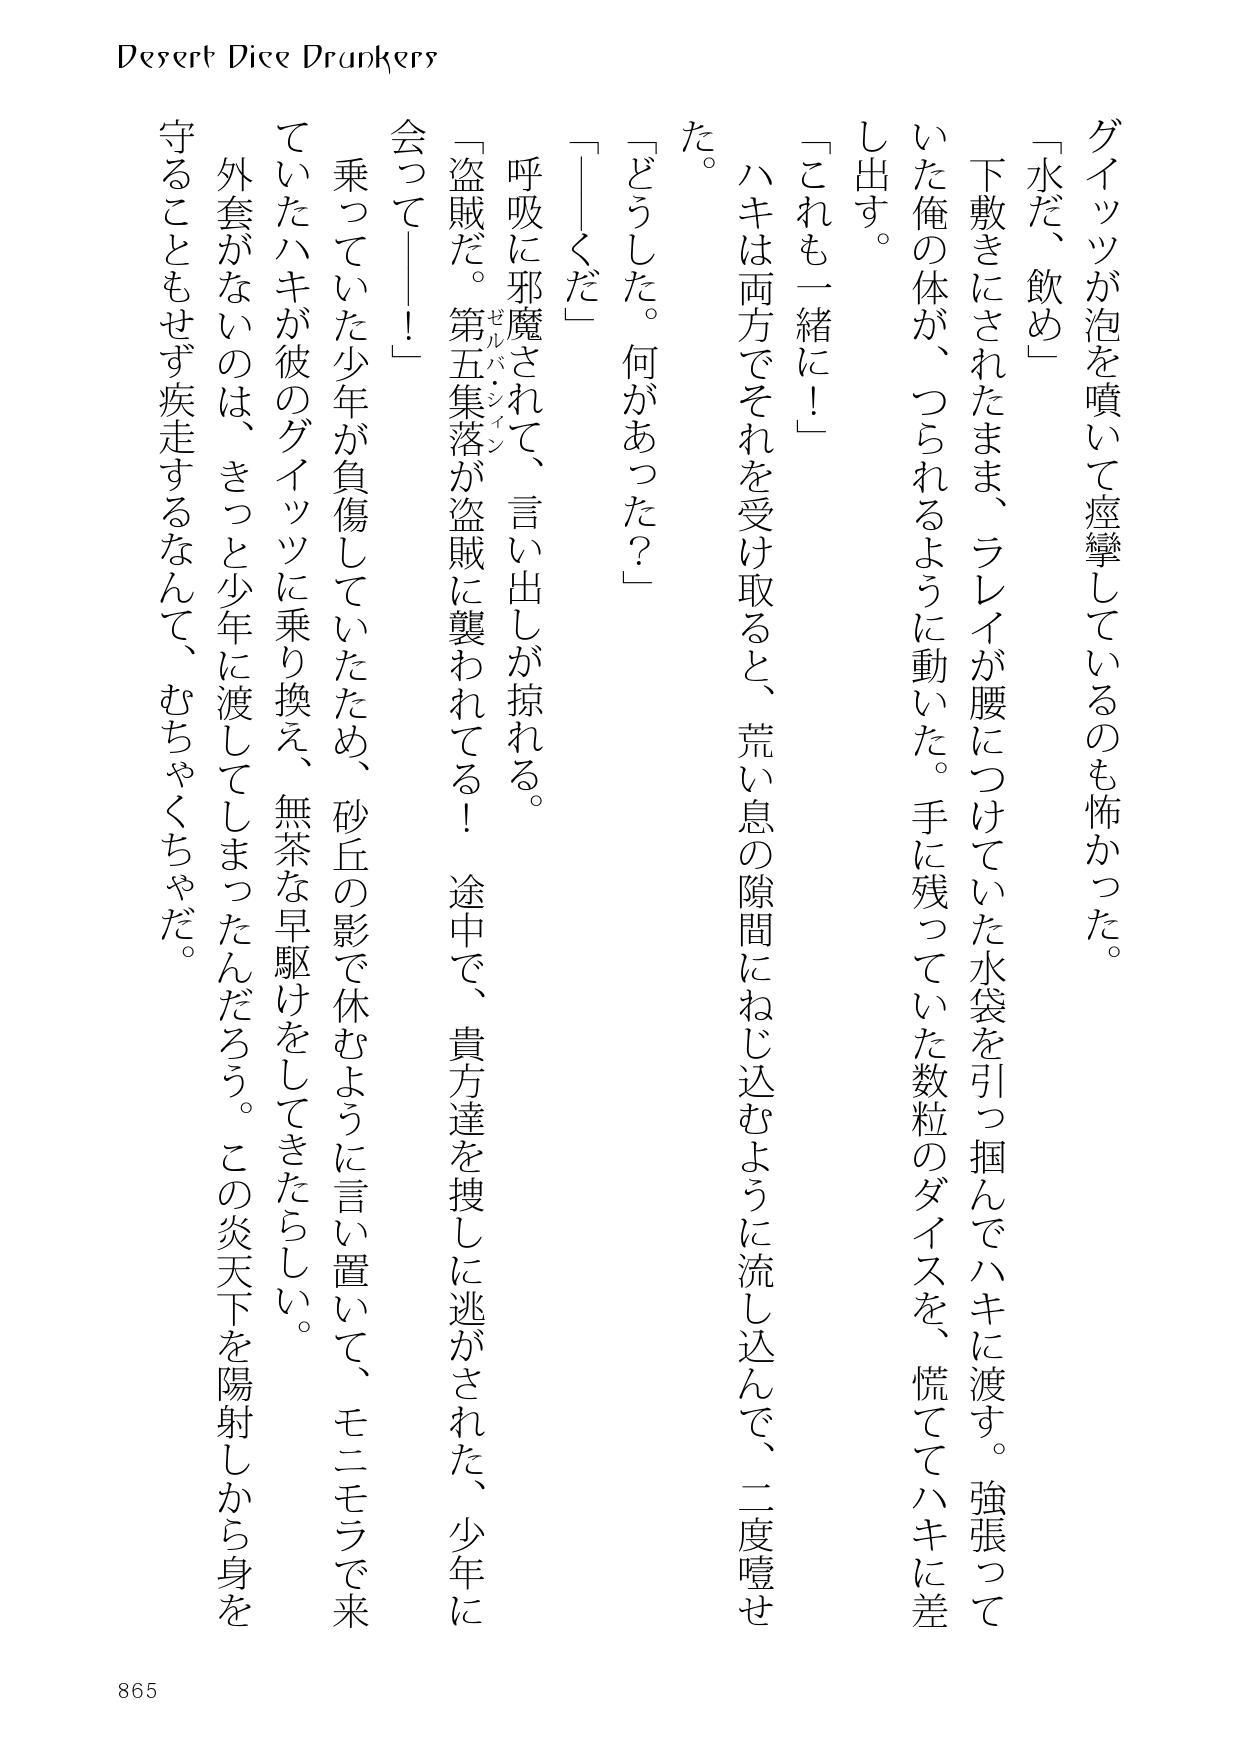 Desert Dice Drunkers
グイッツが泡を噴いて痙攣しているのも怖かった。
「水だ、飲め」
　下敷きにされたまま、ラレイが腰につけていた水袋を引っ掴んでハキに渡す。強張って
いた俺の体が、つられるように動いた。手に残っていた数粒のダイスを、慌ててハキに差
し出す。
「これも一緒に！」
　ハキは両方でそれを受け取ると、荒い息の隙間にねじ込むように流し込んで、二度噎せ
た。
「どうした。何があった？」
「――くだ」
　呼吸に邪魔されて、言い出しが掠れる。
「盗賊だ。第五集落が盗賊に襲われてる！　途中で、貴方達を捜しに逃がされた、少年に
ゼルバ・シィン
会って――！」
　乗っていた少年が負傷していたため、砂丘の影で休むように言い置いて、モニモラで来
ていたハキが彼のグイッツに乗り換え、無茶な早駆けをしてきたらしい。
　外套がないのは、きっと少年に渡してしまったんだろう。この炎天下を陽射しから身を
守ることもせず疾走するなんて、むちゃくちゃだ。
865